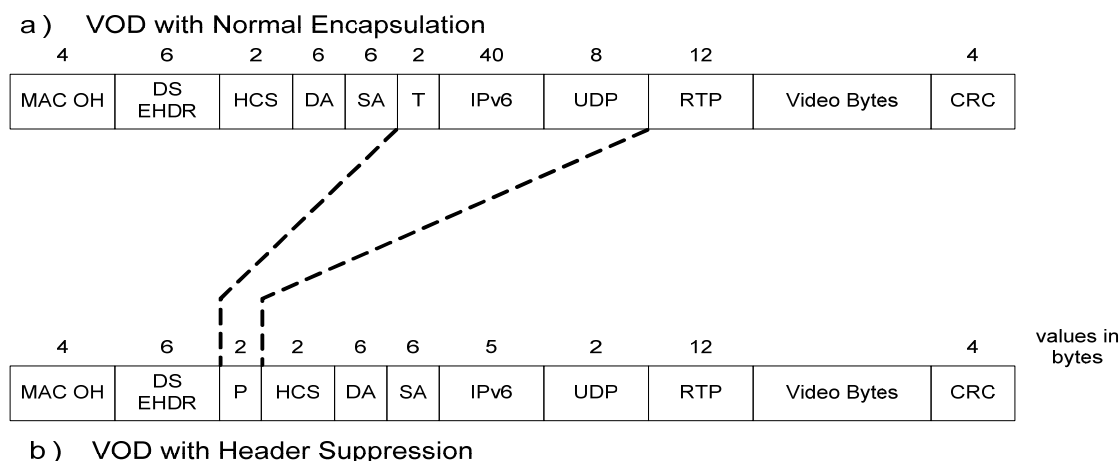 a ) VOD with Normal Encapsulation
4 6 2 6 6 2 40 8 12 4
MAC OH DS EHDR HCS DA SA T IPv6 UDP RTP Video Bytes CRC
4 6 2 2 6 6 5 2 12 4 values in bytes
MAC OH DS EHDR P HCS DA SA IPv6 UDP RTP Video Bytes CRC
b ) VOD with Header Suppression